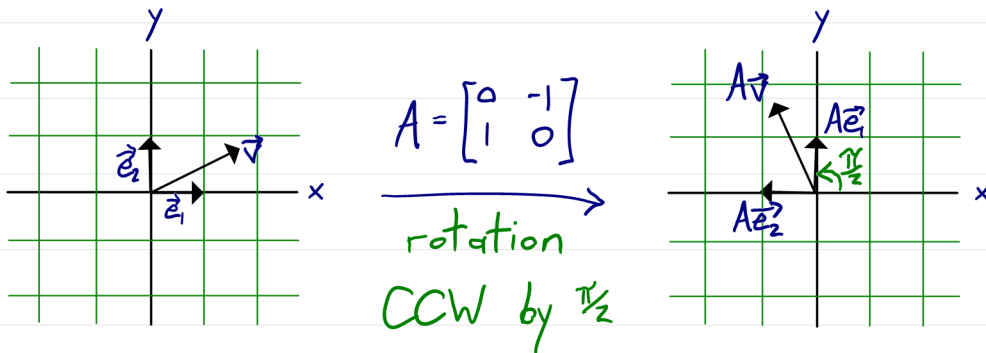 y
e⃗₂
v⃗
e⃗₁
x
A = [0 -1
1 0]
rotation
CCW by π/2
y
Av⃗
Ae⃗₁
π/2
Ae⃗₂
x